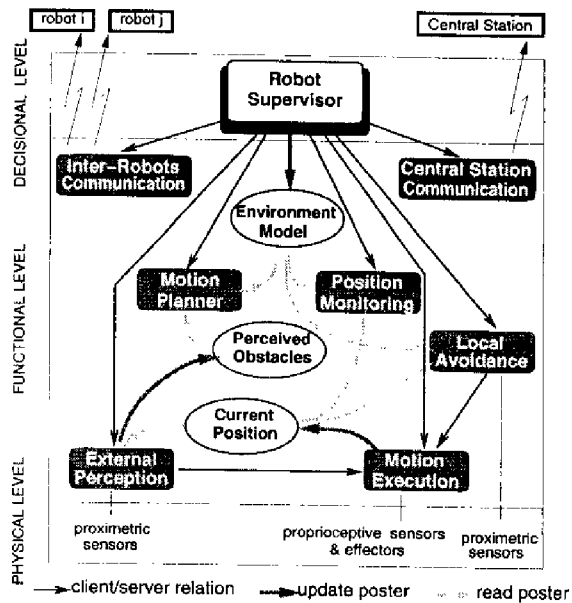 robot i
robot j
Central Station
DECISIONAL LEVEL
Robot
Supervisor
Inter-Robots
Communication
Central Station
Communication
Environment
Model
FUNCTIONAL LEVEL
Motion
Planner
Position
Monitoring
Perceived
Obstacles
Local
Avoidance
Current
Position
External
Perception
Motion
Execution
PHYSICAL LEVEL
proximetric
sensors
proprioceptive sensors
& effectors
proximetric
sensors
client/server relation
update poster
read poster